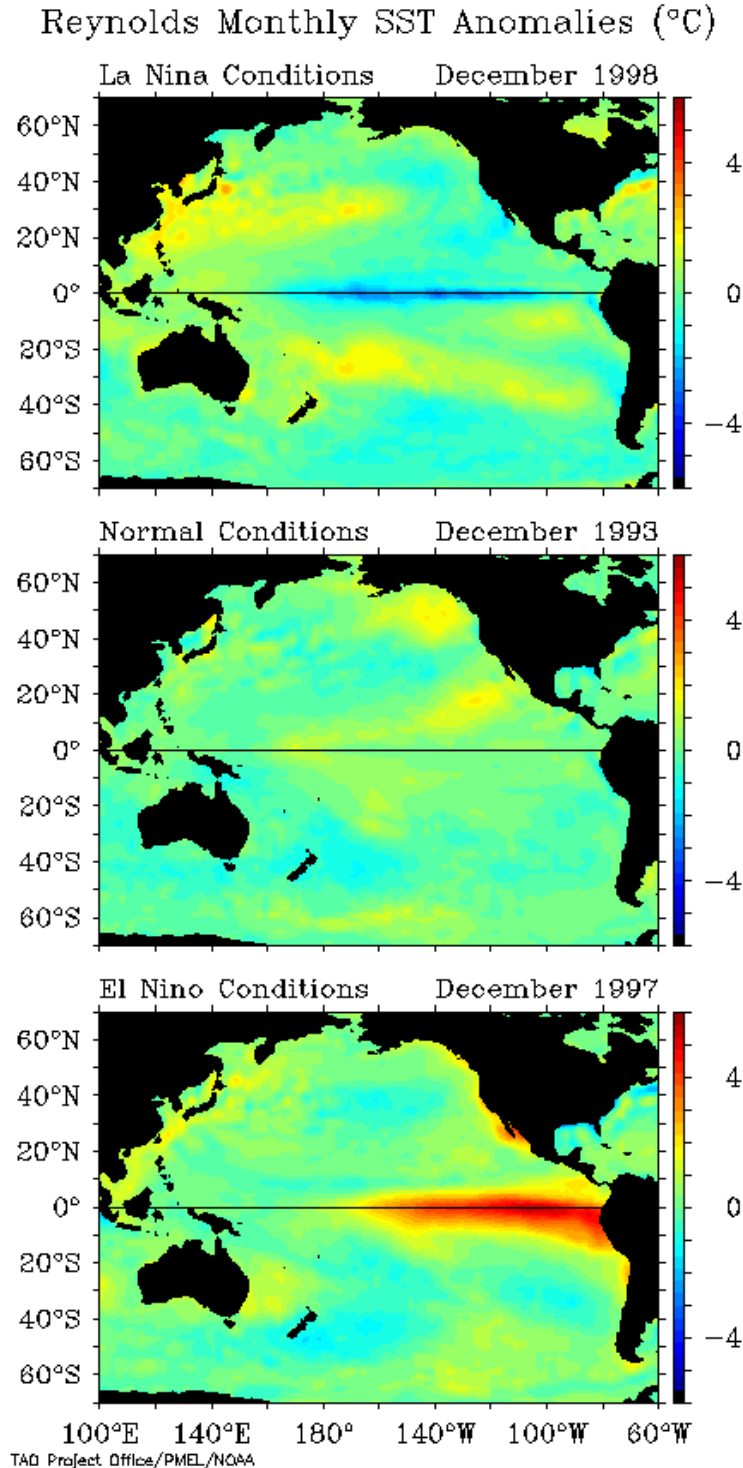 Reynolds Monthly SST Anomalies (°C)
La Nina Conditions December 1998
60°N
40°N
20°N
0°
20°S
40°S
60°S
4
0
−4
Normal Conditions December 1993
60°N
40°N
20°N
0°
20°S
40°S
60°S
4
0
−4
El Nino Conditions December 1997
60°N
40°N
20°N
0°
20°S
40°S
60°S
4
0
−4
100°E 140°E 180° 140°W 100°W 60°W
TAO Project Office/PMEL/NOAA